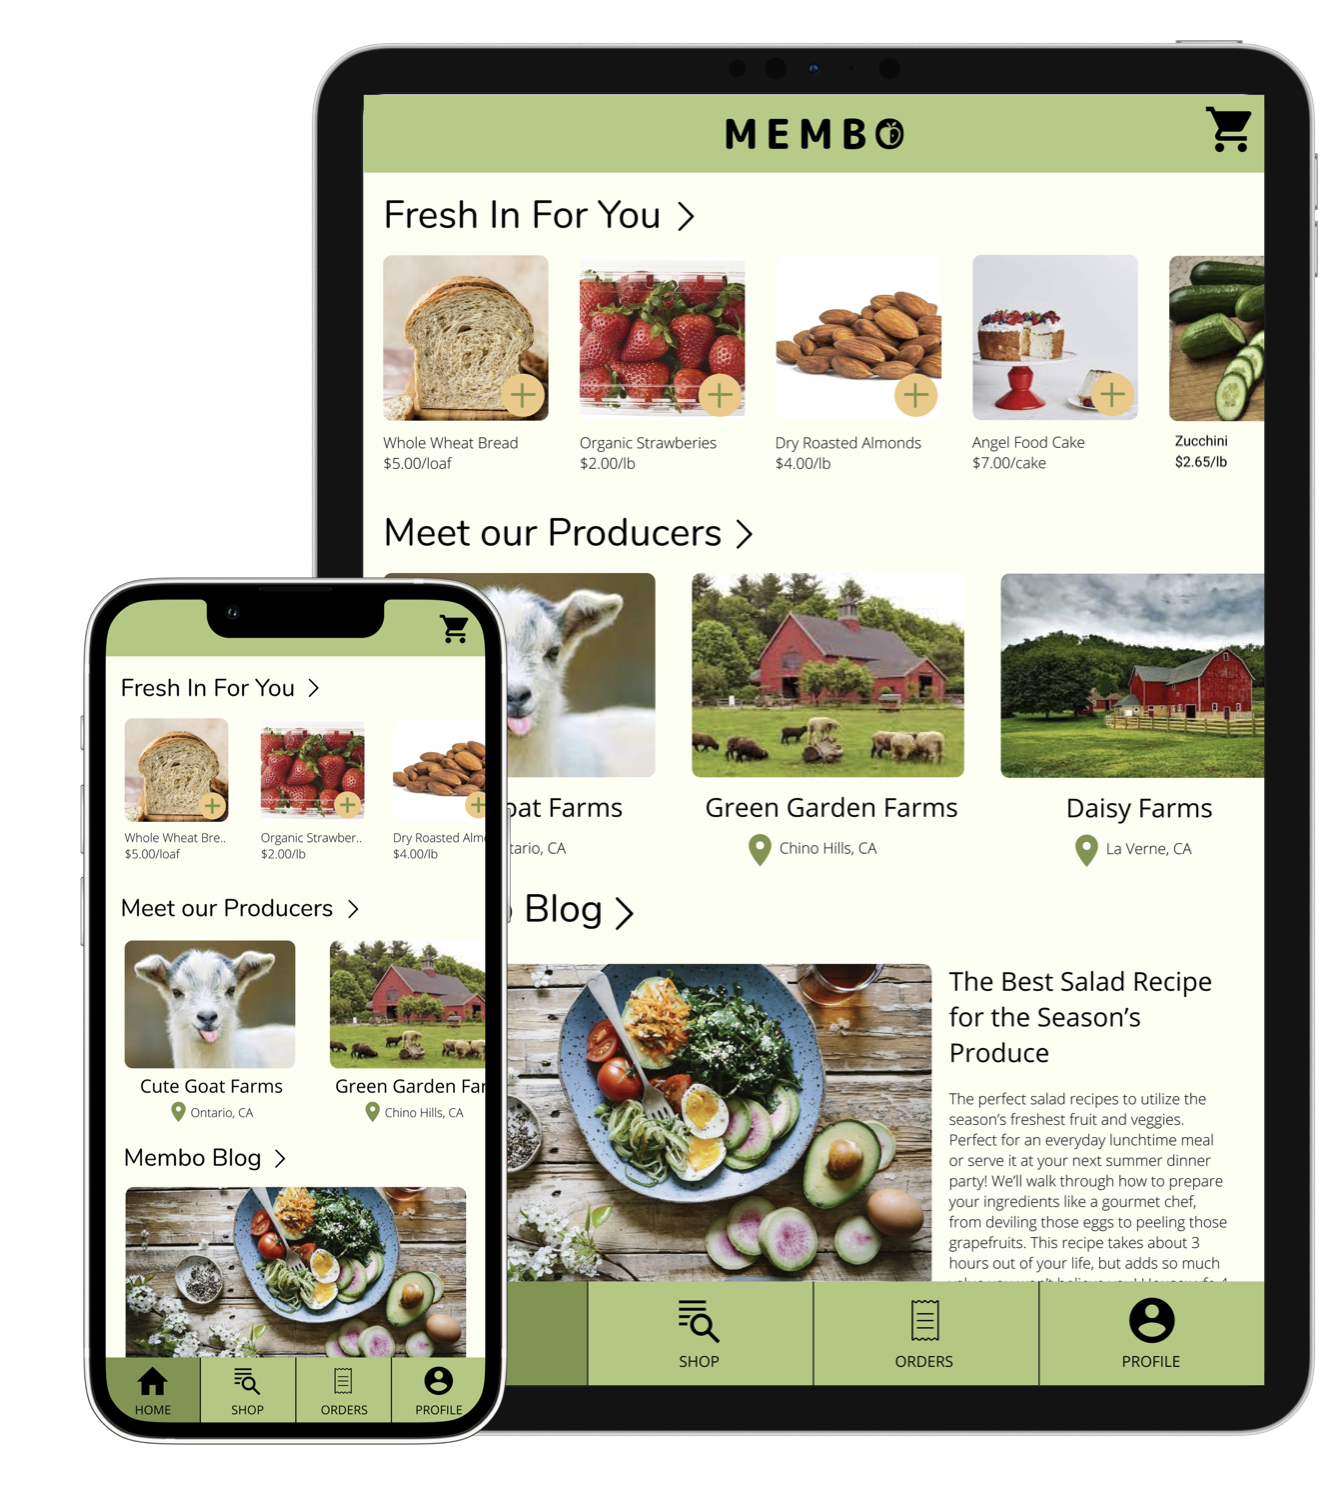 MEMBO
Fresh In For You
Whole Wheat Bread
$5.00/loaf
Organic Strawberies
$2.00/lb
Dry Roasted Almonds
$4.00/lb
Angel Food Cake
$7.00/cake
Zucchini
$2.65/lb
Meet our Producers
oat Farms
tario, CA
Green Garden Farms
Chino Hills, CA
Daisy Farms
La Verne, CA
Blog
The Best Salad Recipe
for the Season's
Produce
The perfect salad recipes to utilize the
season's freshest fruit and veggies.
Perfect for an everyday lunchtime meal
or serve it at your next summer dinner
party! We'll walk through how to prepare
your ingredients like a gourmet chef,
from deviling those eggs to peeling those
grapefruits. This recipe takes about 3
hours out of your life, but adds so much
SHOP
ORDERS
PROFILE
Fresh In For You
Whole Wheat Bre..
$5.00/loaf
Organic Strawber..
$2.00/lb
Dry Roasted Alm
$4.00/lb
Meet our Producers
Cute Goat Farms
Ontario, CA
Green Garden Far
Chino Hills, CA
Membo Blog
HOME
SHOP
ORDERS
PROFILE